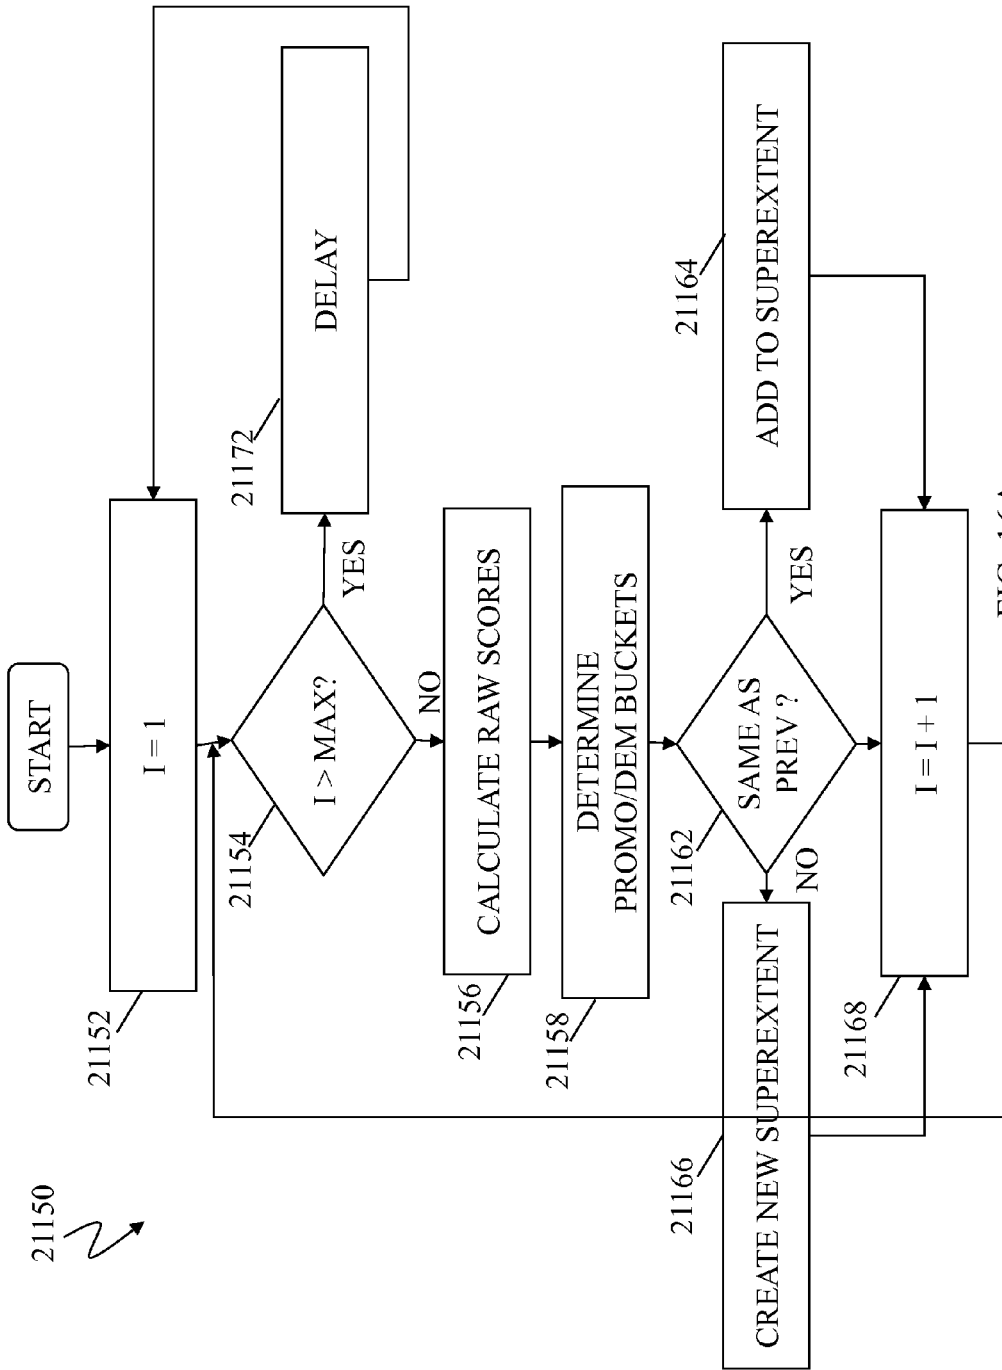 21150
START
21152
I = 1
21154
I > MAX?
YES
21172
DELAY
NO
21156
CALCULATE RAW SCORES
21158
DETERMINE
PROMO/DEM BUCKETS
21162
SAME AS
PREV ?
NO
YES
21166
CREATE NEW SUPEREXTENT
21164
ADD TO SUPEREXTENT
21168
I = I + 1